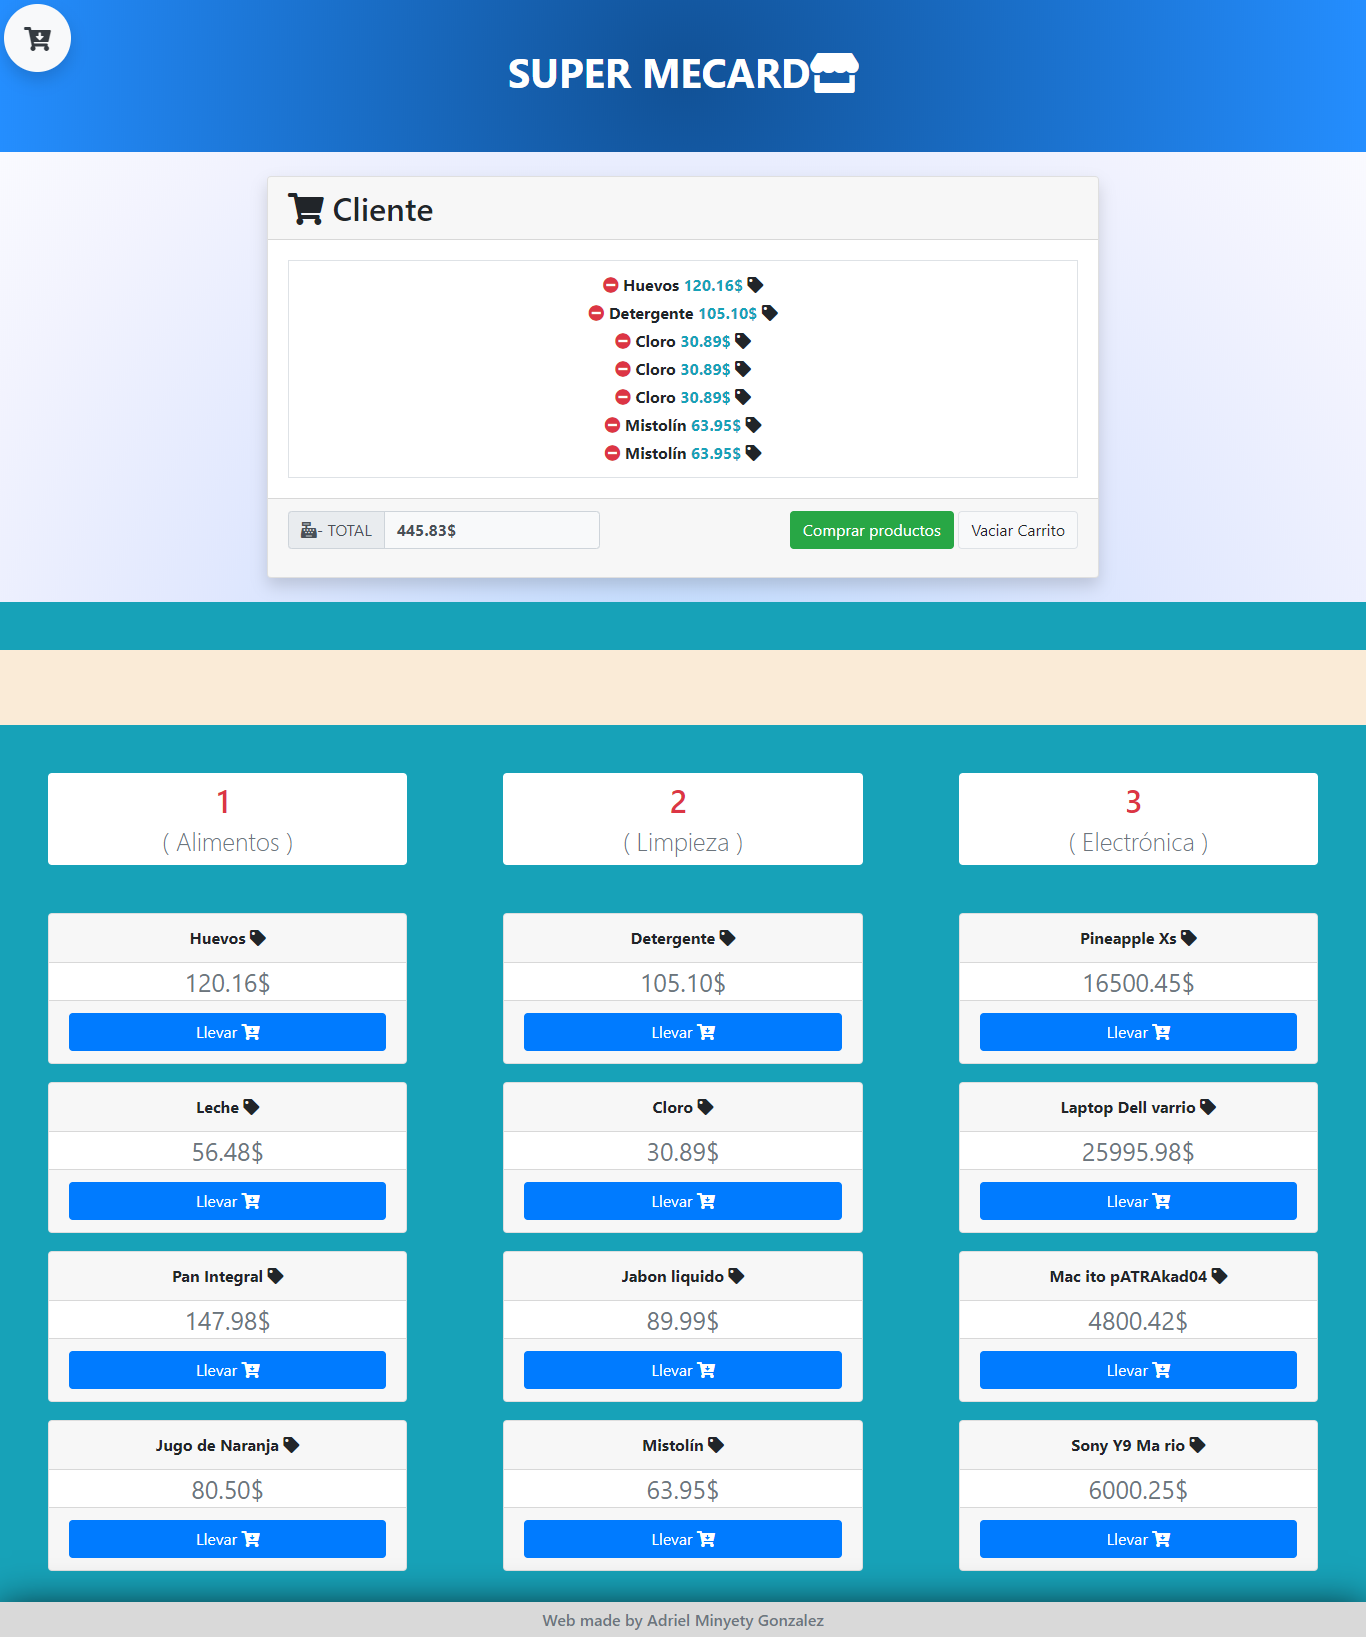 SUPER MECARD
Cliente
Huevos 120.16$
Detergente 105.10$
Cloro 30.89$
Cloro 30.89$
Cloro 30.89$
Mistolín 63.95$
Mistolín 63.95$
- TOTAL 445.83$ Comprar productos Vaciar Carrito
1
( Alimentos )
2
( Limpieza )
3
( Electrónica )
Huevos
120.16$
Llevar
Detergente
105.10$
Llevar
Pineapple Xs
16500.45$
Llevar
Leche
56.48$
Llevar
Cloro
30.89$
Llevar
Laptop Dell varrio
25995.98$
Llevar
Pan Integral
147.98$
Llevar
Jabon liquido
89.99$
Llevar
Mac ito pATRAkad04
4800.42$
Llevar
Jugo de Naranja
80.50$
Llevar
Mistolín
63.95$
Llevar
Sony Y9 Ma rio
6000.25$
Llevar
Web made by Adriel Minyety Gonzalez